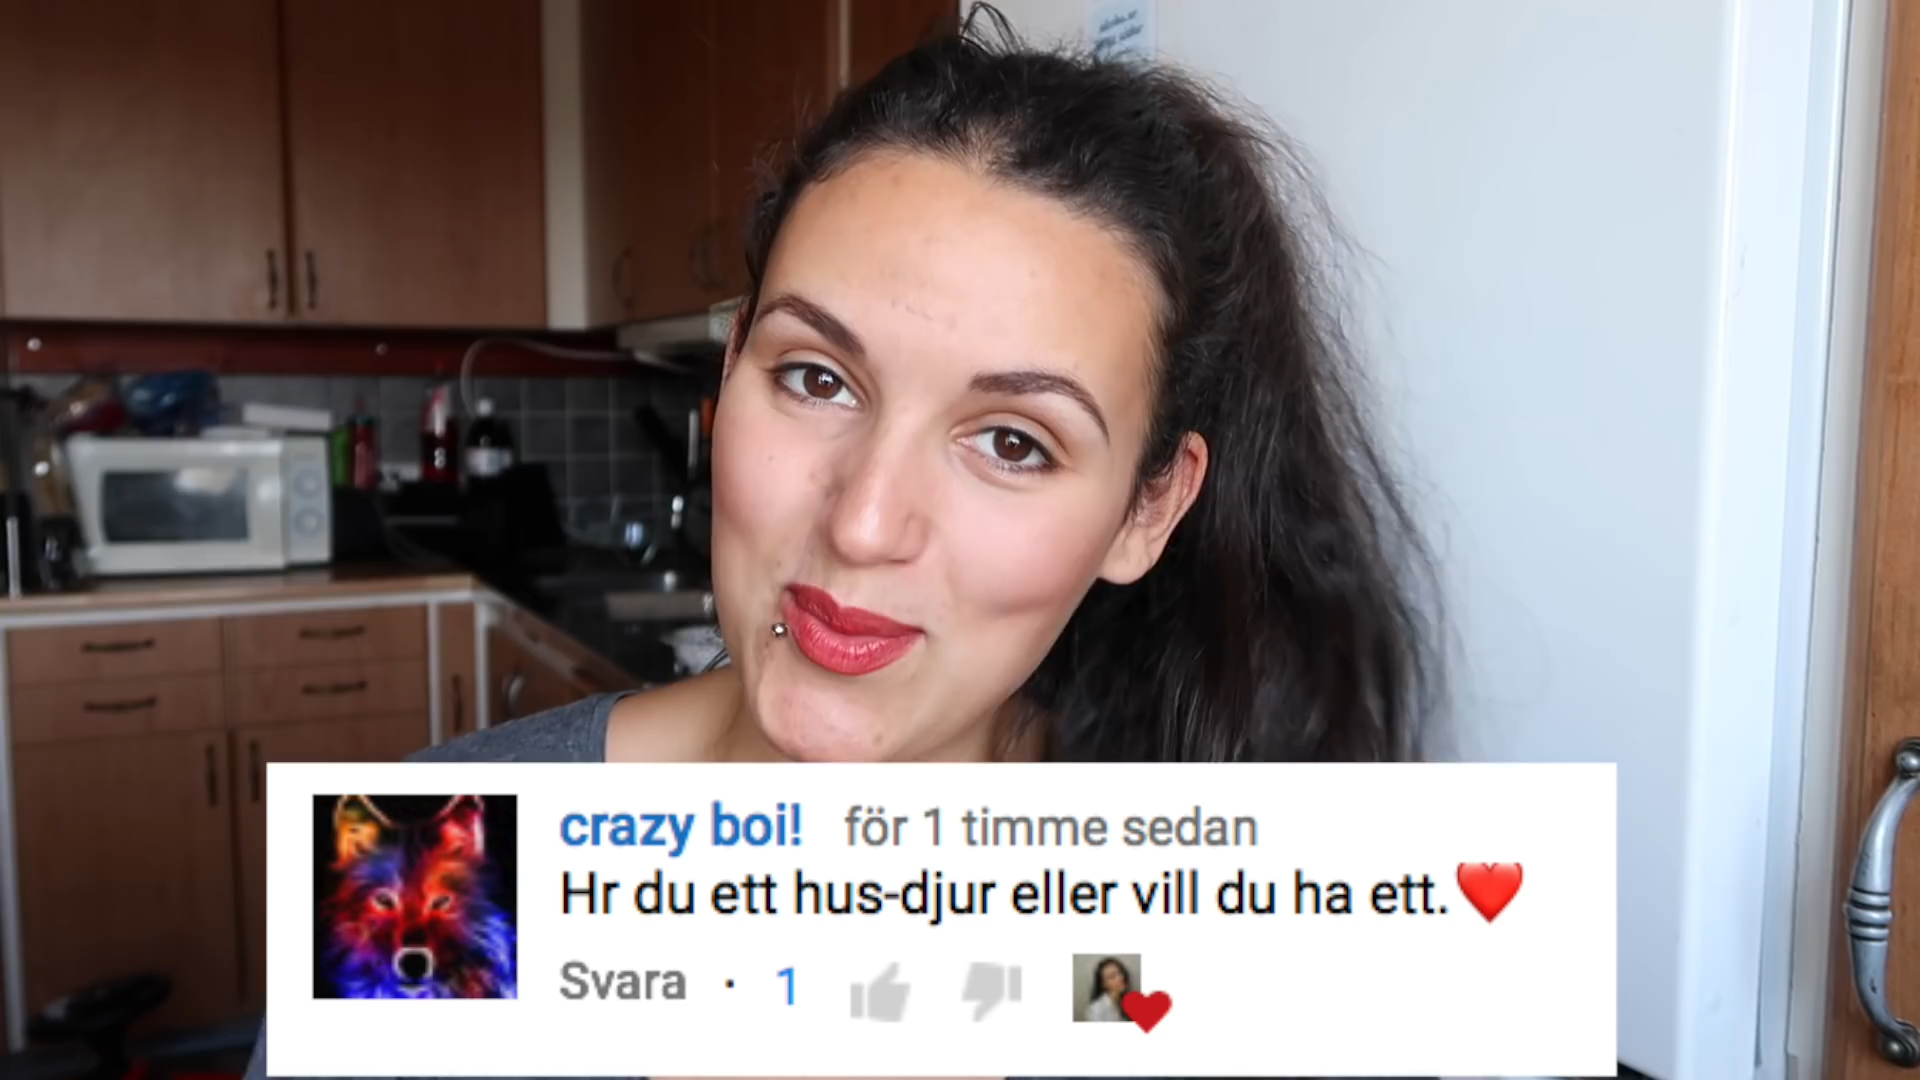 crazy boi! för 1 timme sedan
Hr du ett hus-djur eller vill du ha ett.❤️
Svara · 1